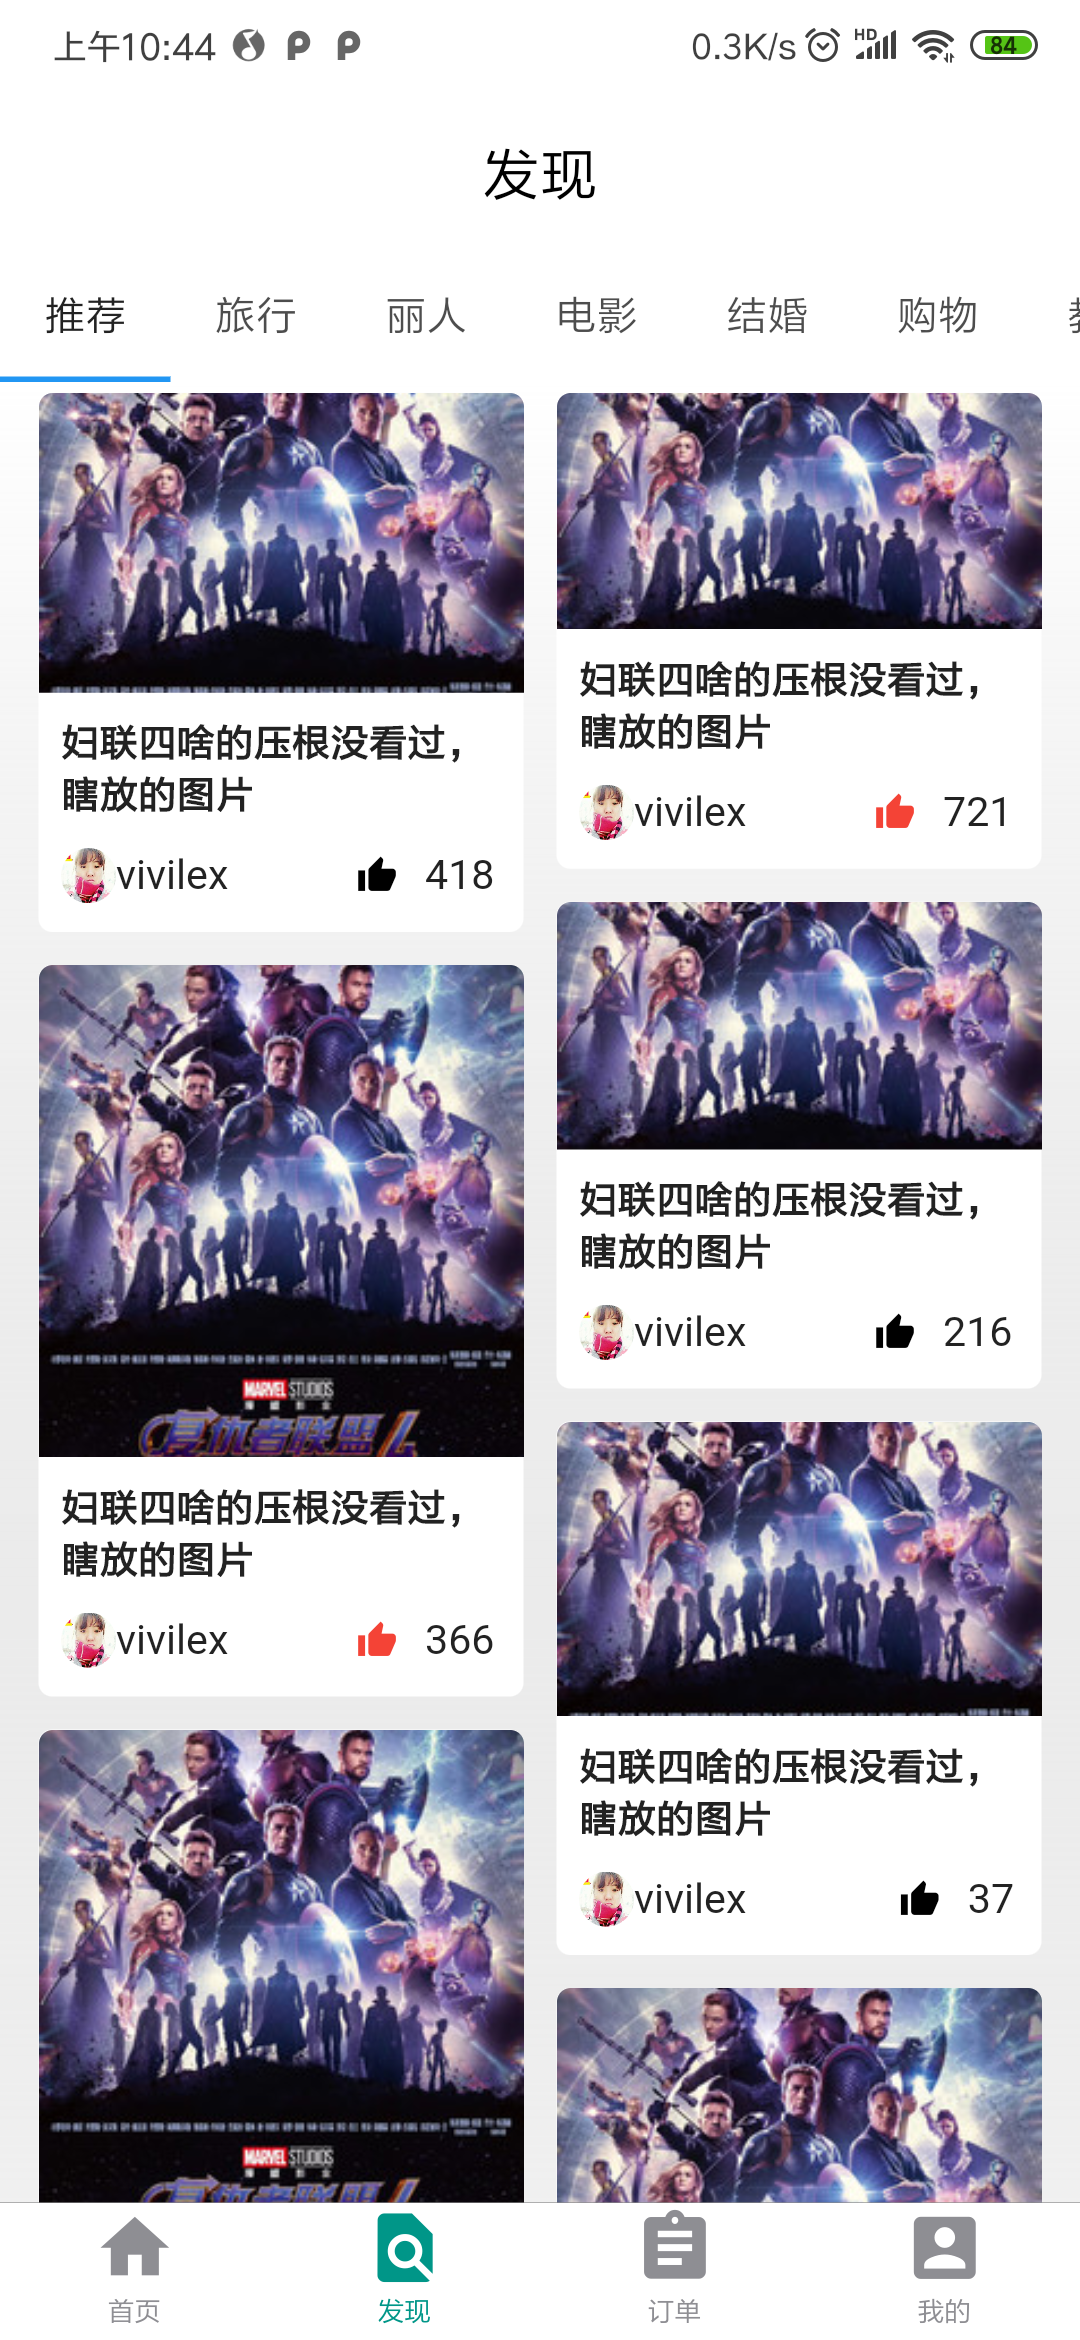 上午10:44
0.3K/s HD 84
发现
推荐 旅行 丽人 电影 结婚 购物
妇联四啥的压根没看过，
瞎放的图片
vivilex 418
妇联四啥的压根没看过，
瞎放的图片
vivilex 721
MARVEL STUDIOS
复仇者联盟4
妇联四啥的压根没看过，
瞎放的图片
vivilex 366
妇联四啥的压根没看过，
瞎放的图片
vivilex 216
妇联四啥的压根没看过，
瞎放的图片
vivilex 37
MARVEL STUDIOS
首页 发现 订单 我的